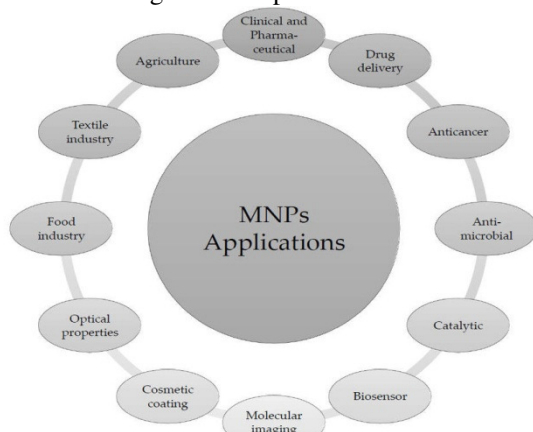 Clinical and
Pharma-
ceutical
Drug
delivery
Anticancer
Anti-
microbial
Catalytic
Biosensor
Molecular
imaging
Cosmetic
coating
Optical
properties
Food
industry
Textile
industry
Agriculture
MNPs
Applications